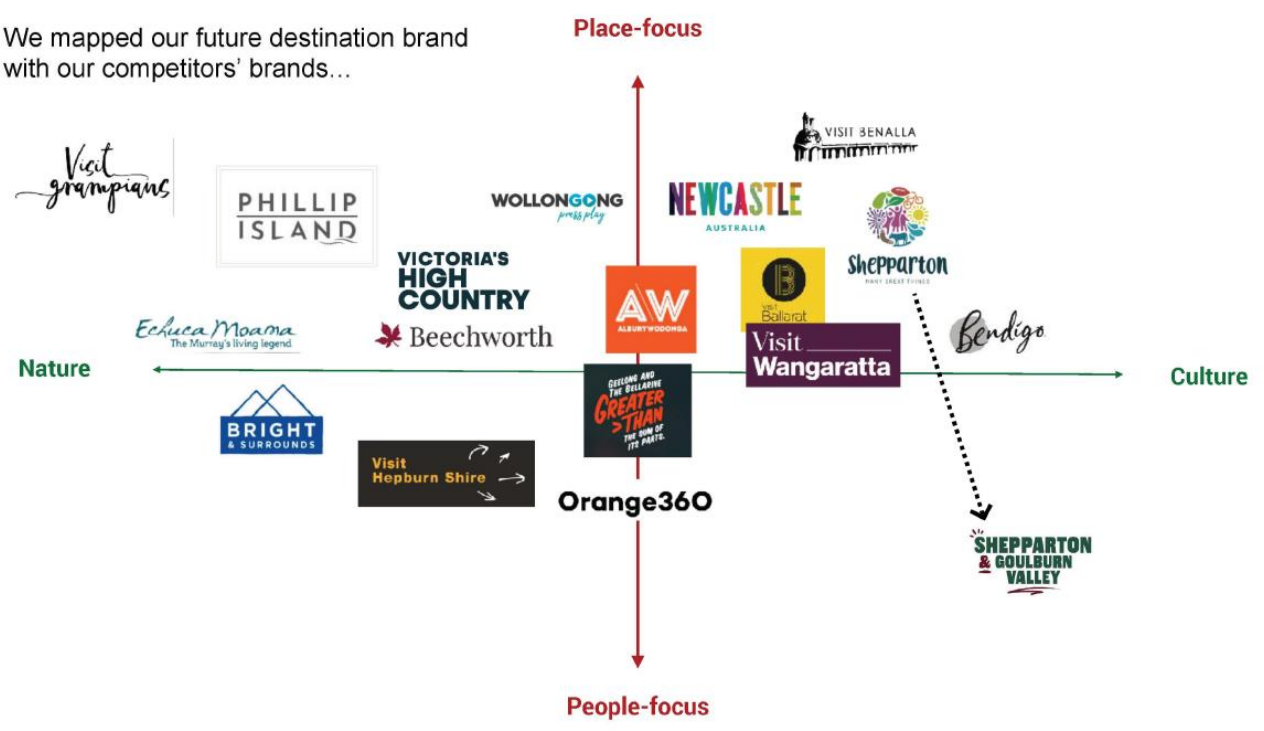 We mapped our future destination brand
with our competitors' brands...
Place-focus
VISIT BENALLA
Visit
grampians
PHILLIP
ISLAND
WOLLONGONG
press play
NEWCASTLE
AUSTRALIA
Shepparton
MANY GREAT THINGS
VICTORIA'S
HIGH
COUNTRY
AW
ALBURYWODONGA
B
VISIT
Ballarat
Echuca Moama
The Murray's living legend
Beechworth
Visit
Wangaratta
Bendigo
Nature
Culture
GEELONG AND
THE BELLARINE
GREATER
>THAN
THE SUM OF
ITS PARTS.
BRIGHT
& SURROUNDS
Visit
Hepburn Shire
Orange360
SHEPPARTON
& GOULBURN
VALLEY
People-focus